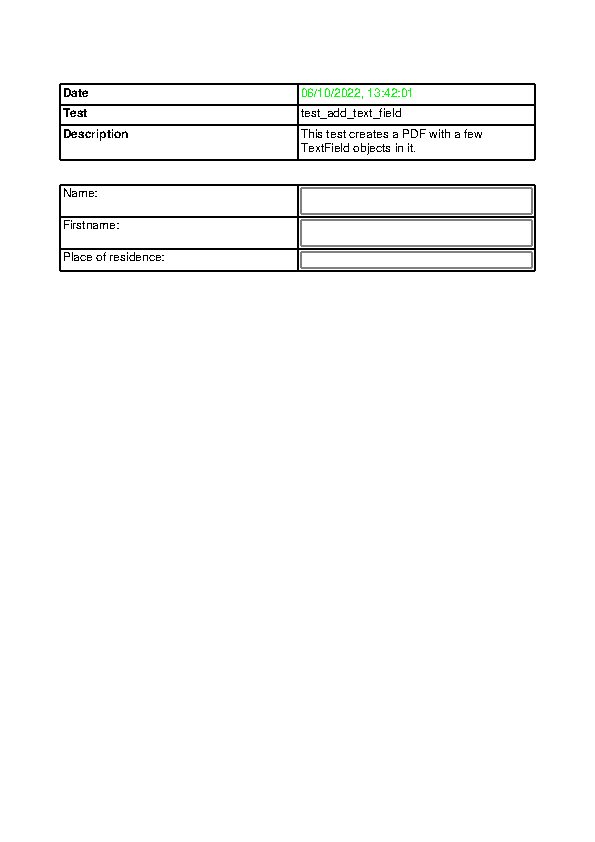 Date 06/10/2022, 13:42:01
Test test_add_text_field
Description This test creates a PDF with a few
TextField objects in it.
Name:
Firstname:
Place of residence: